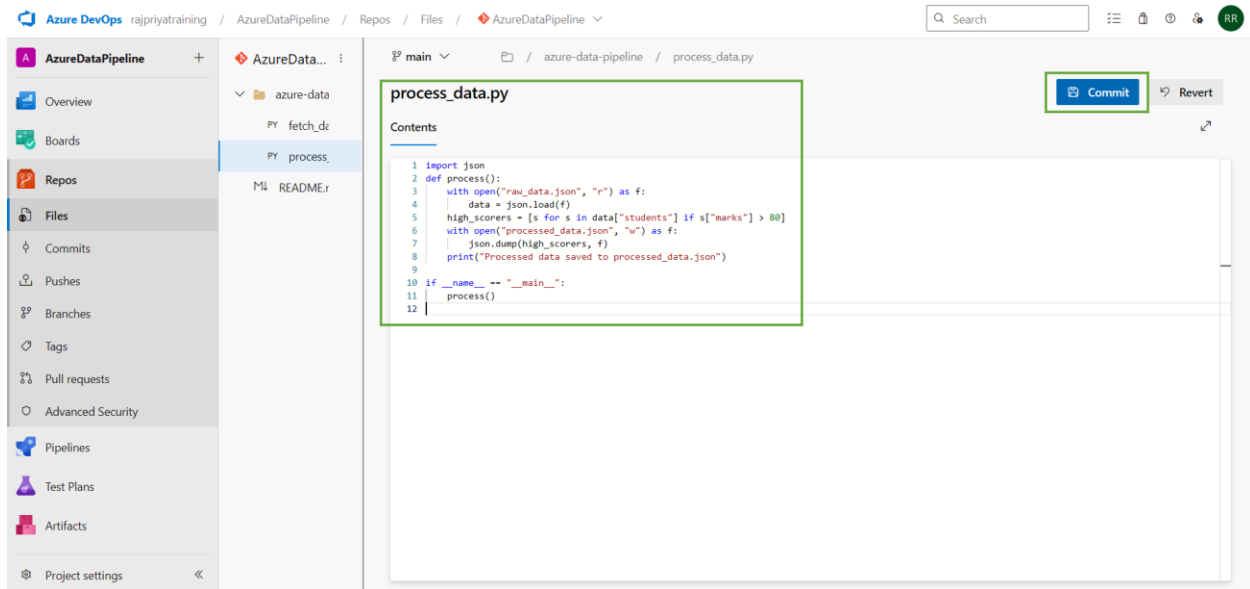 Azure DevOps rajpriyatraining / AzureDataPipeline / Repos / Files / AzureDataPipeline
Search
RR
A AzureDataPipeline +
Overview
Boards
Repos
Files
Commits
Pushes
Branches
Tags
Pull requests
Advanced Security
Pipelines
Test Plans
Artifacts
Project settings
AzureData...
azure-data
PY fetch_da
PY process_
M↓ README.r
main / azure-data-pipeline / process_data.py
process_data.py
Commit
Revert
Contents
1 import json
2 def process():
3 with open("raw_data.json", "r") as f:
4 data = json.load(f)
5 high_scorers = [s for s in data["students"] if s["marks"] > 80]
6 with open("processed_data.json", "w") as f:
7 json.dump(high_scorers, f)
8 print("Processed data saved to processed_data.json")
9
10 if __name__ == "__main__":
11 process()
12